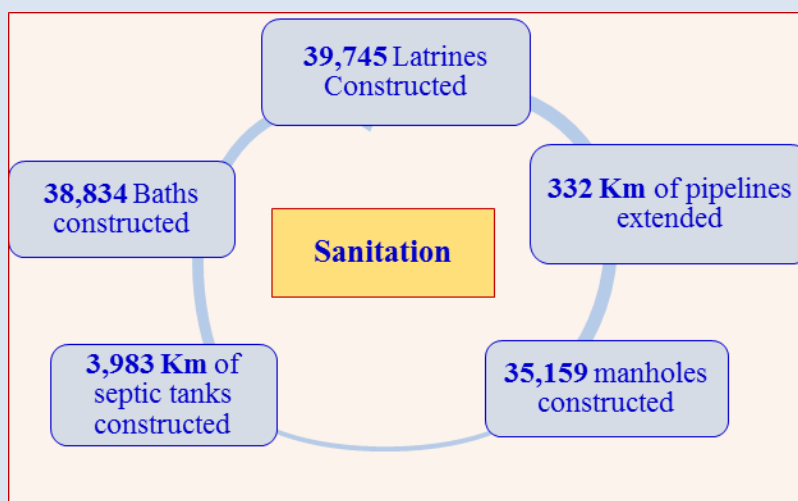 39,745 Latrines
Constructed
332 Km of pipelines
extended
35,159 manholes
constructed
3,983 Km of
septic tanks
constructed
38,834 Baths
constructed
Sanitation